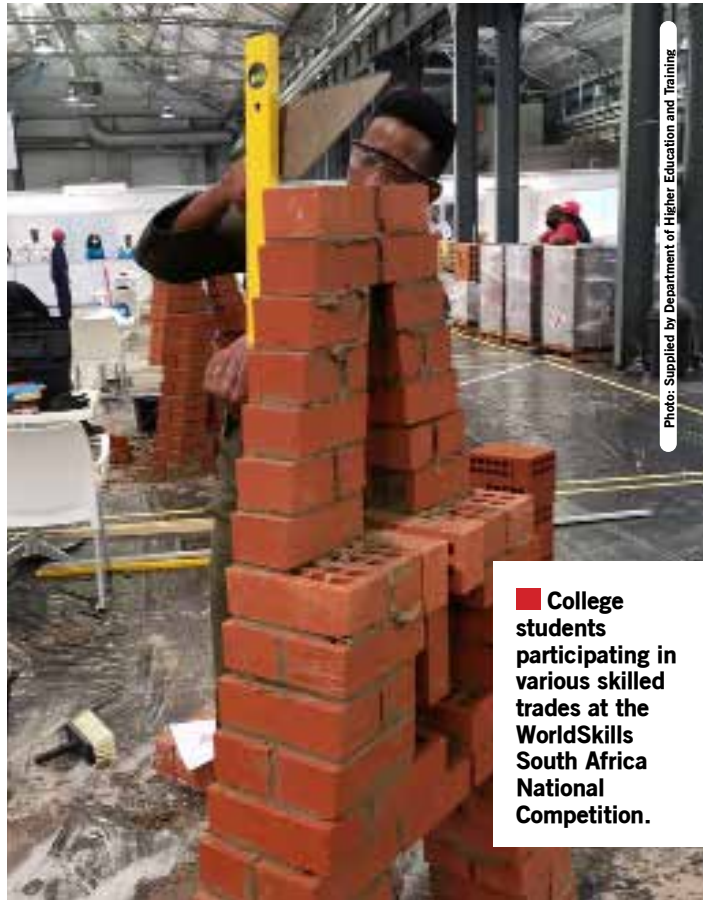 Photo: Supplied by Department of Higher Education and Training
College
students
participating in
various skilled
trades at the
WorldSkills
South Africa
National
Competition.